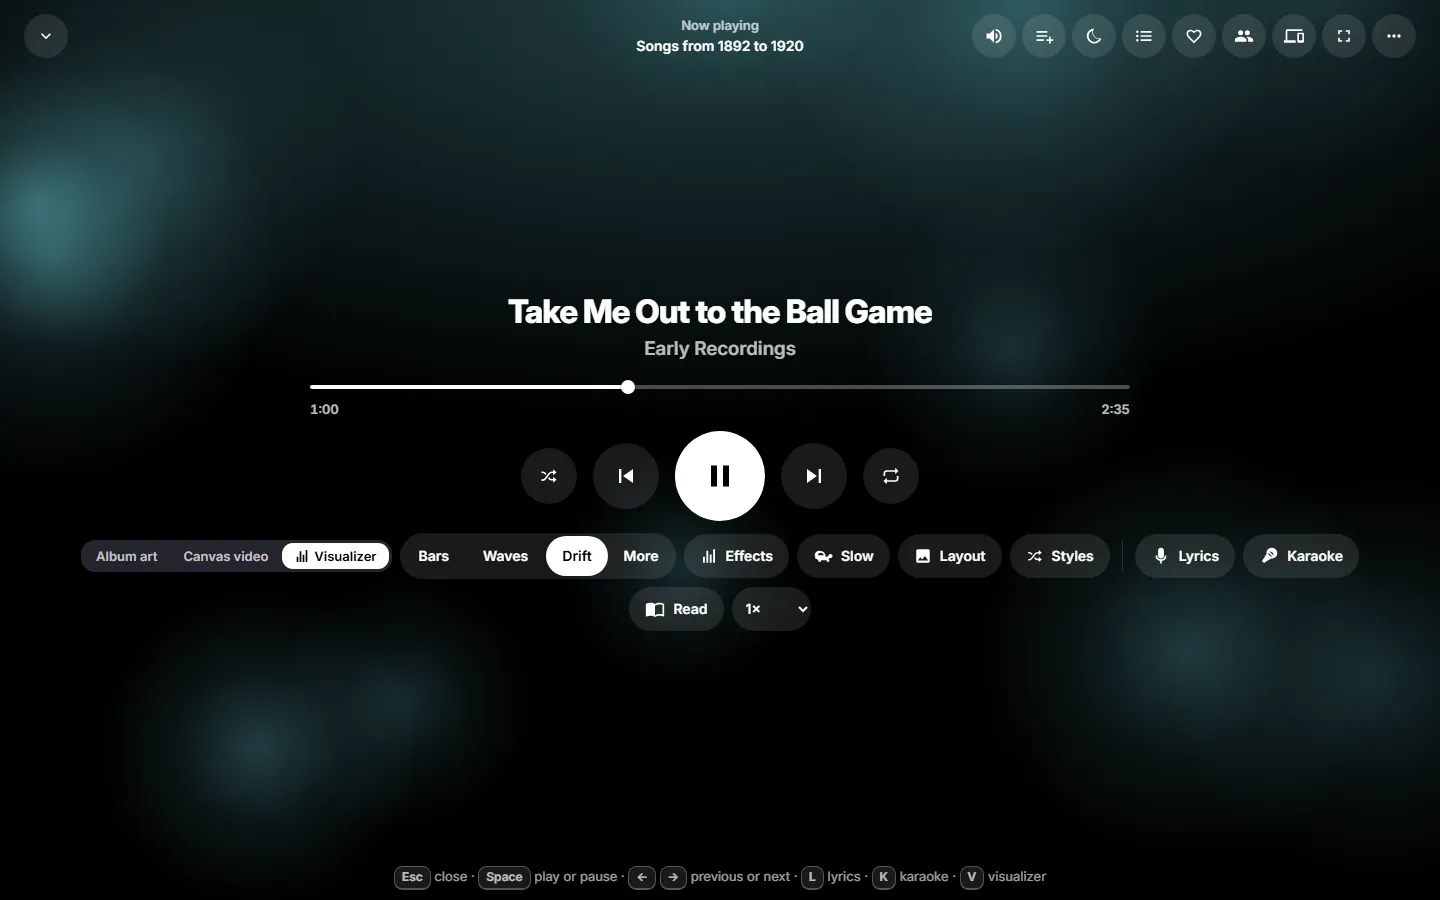 Now playing
Songs from 1892 to 1920
Take Me Out to the Ball Game
Early Recordings
1:00 2:35
Album art Canvas video Visualizer Bars Waves Drift More Effects Slow Layout Styles Lyrics Karaoke
Read 1×
Esc close · Space play or pause · ← → previous or next · L lyrics · K karaoke · V visualizer